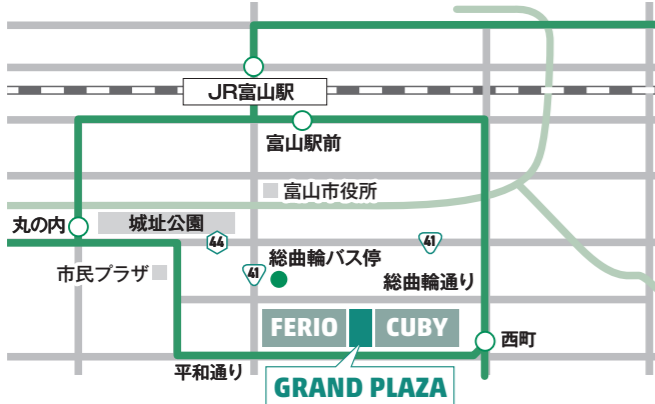 JR富山駅
富山駅前
富山市役所
丸の内
城址公園
44
41
総曲輪バス停
41
市民プラザ
総曲輪通り
FERIO
CUBY
西町
平和通り
GRAND PLAZA